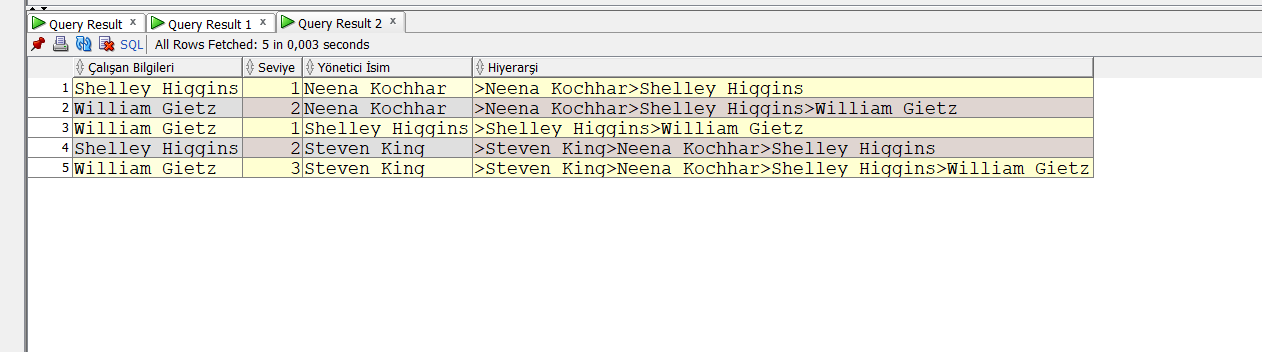 Query Result x Query Result 1 x Query Result 2 x
SQL All Rows Fetched: 5 in 0,003 seconds
Çalışan Bilgileri Seviye Yönetici İsim Hiyerarşi
1 Shelley Higgins 1 Neena Kochhar >Neena Kochhar>Shelley Higgins
2 William Gietz 2 Neena Kochhar >Neena Kochhar>Shelley Higgins>William Gietz
3 William Gietz 1 Shelley Higgins >Shelley Higgins>William Gietz
4 Shelley Higgins 2 Steven King >Steven King>Neena Kochhar>Shelley Higgins
5 William Gietz 3 Steven King >Steven King>Neena Kochhar>Shelley Higgins>William Gietz